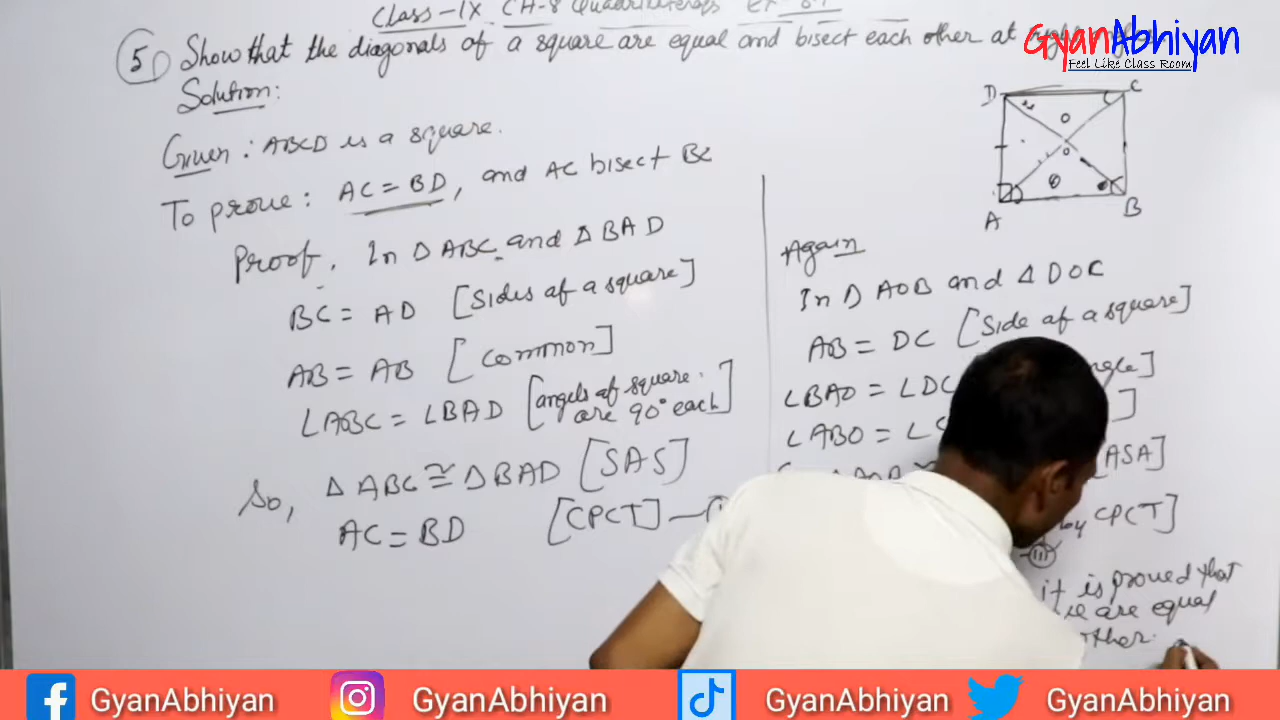 Class-IX CH-8 Quadrilaterals Ex-8.1
5 Show that the diagonals of a square are equal and bisect each other at
GyanAbhiyan
Feel Like Class Room
Solution:
Given: ABCD is a square.
To prove: AC = BD, and AC bisect BC
Proof. In Δ ABC and Δ BAD
BC = AD [Sides of a square]
AB = AB [common]
∠ABC = ∠BAD [angels of square.
are 90° each]
So, Δ ABC ≅ Δ BAD [SAS]
AC = BD [CPCT] —
D C
A B
Again
In Δ AOB and Δ DOC
AB = DC [Side of a square]
∠BAO = ∠DC
∠ABO = ∠
ASA]
by CPCT]
III
it is proved that
are equal
other.
GyanAbhiyan GyanAbhiyan GyanAbhiyan GyanAbhiyan